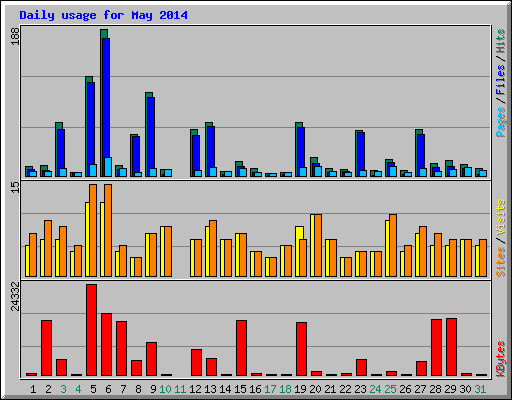 Daily usage for May 2014
188
Pages/Files/Hits
15
Sites/Visits
24332
KBytes
1 2 3 4 5 6 7 8 9 10 11 12 13 14 15 16 17 18 19 20 21 22 23 24 25 26 27 28 29 30 31